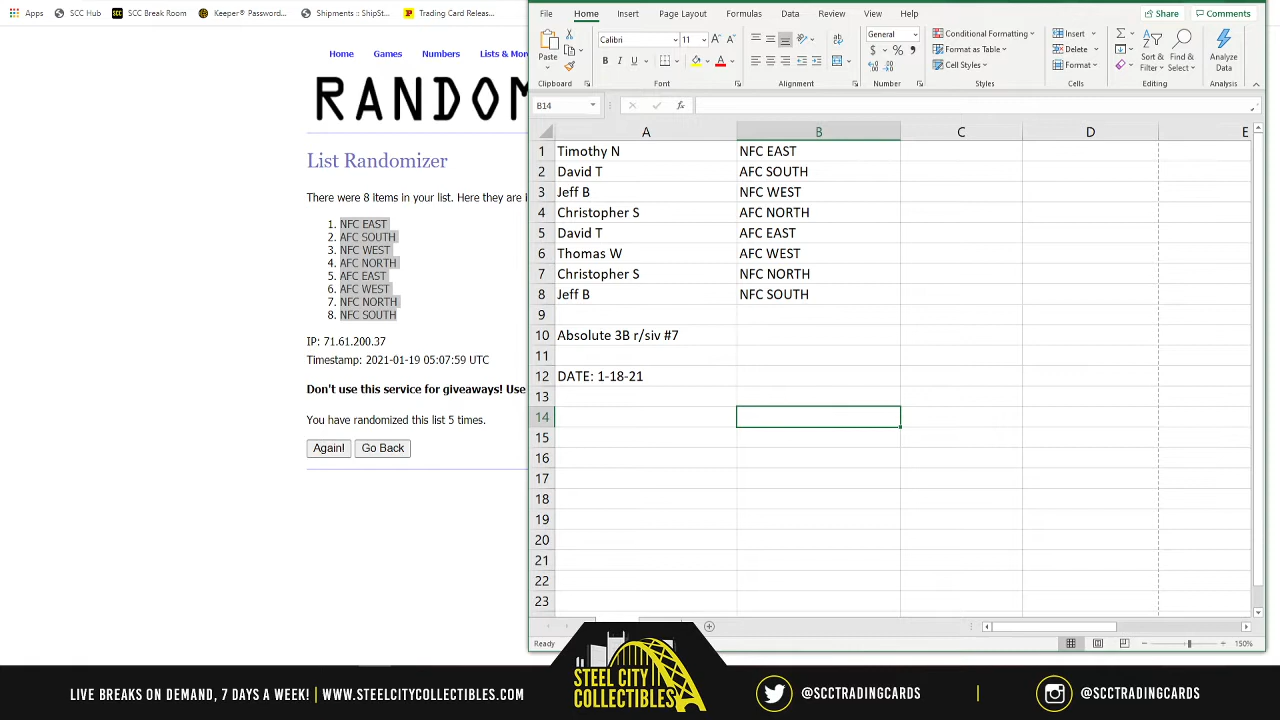 Apps SCC Hub SCC Break Room Keeper® Password... Shipments :: ShipSt... Trading Card Releas...
Home Games Numbers Lists & Mor
RANDOM
List Randomizer
There were 8 items in your list. Here they are i
1. NFC EAST
2. AFC SOUTH
3. NFC WEST
4. AFC NORTH
5. AFC EAST
6. AFC WEST
7. NFC NORTH
8. NFC SOUTH
IP: 71.61.200.37
Timestamp: 2021-01-19 05:07:59 UTC
Don't use this service for giveaways! Use
You have randomized this list 5 times.
Again! Go Back
File Home Insert Page Layout Formulas Data Review View Help Share Comments
Paste Calibri 11 General Conditional Formatting Format as Table Cell Styles Insert Delete Format Sort & Filter Find & Select Analyze Data
Clipboard Font Alignment Number Styles Cells Editing Analysis
B14 fx
A B C D E
1 Timothy N NFC EAST
2 David T AFC SOUTH
3 Jeff B NFC WEST
4 Christopher S AFC NORTH
5 David T AFC EAST
6 Thomas W AFC WEST
7 Christopher S NFC NORTH
8 Jeff B NFC SOUTH
9
10 Absolute 3B r/siv #7
11
12 DATE: 1-18-21
13
14
15
16
17
18
19
20
21
22
23
Ready 150%
LIVE BREAKS ON DEMAND, 7 DAYS A WEEK! | WWW.STEELCITYCOLLECTIBLES.COM
STEEL CITY
COLLECTIBLES
@SCCTRADINGCARDS | @SCCTRADINGCARDS